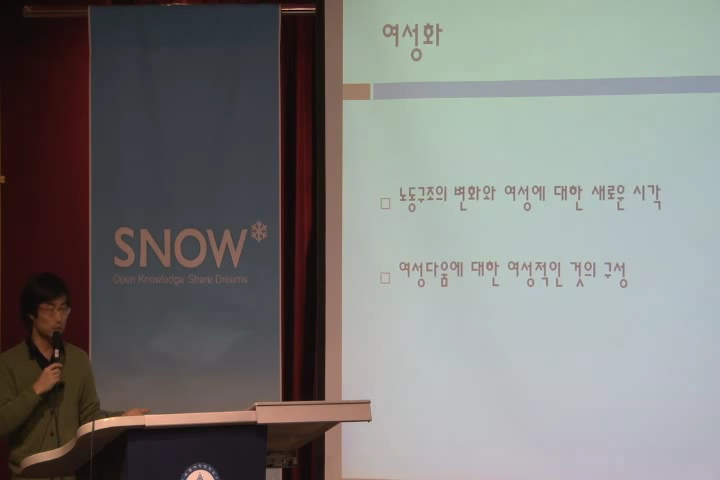 SNOW
Open Knowledge Share Dreams
여성화
노동구조의 변화와 여성에 대한 새로운 시각
여성다움에 대한 여성적인 것의 구성